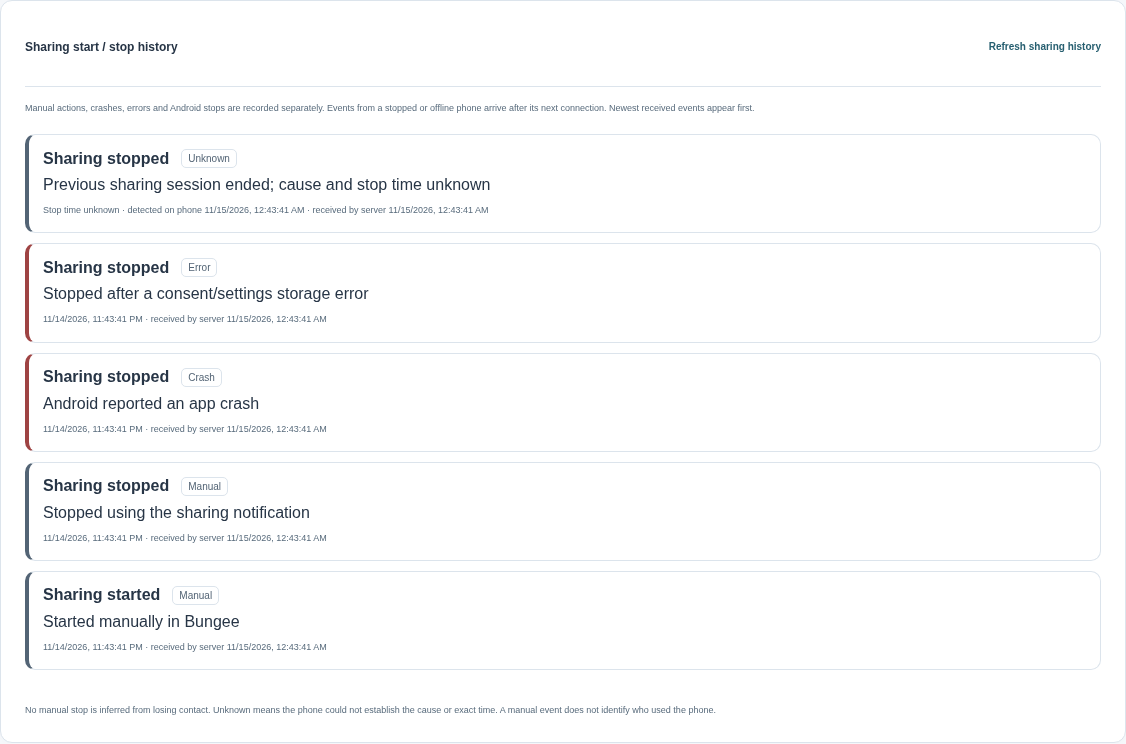 Sharing start / stop history
Refresh sharing history
Manual actions, crashes, errors and Android stops are recorded separately. Events from a stopped or offline phone arrive after its next connection. Newest received events appear first.
Sharing stopped Unknown
Previous sharing session ended; cause and stop time unknown
Stop time unknown · detected on phone 11/15/2026, 12:43:41 AM · received by server 11/15/2026, 12:43:41 AM
Sharing stopped Error
Stopped after a consent/settings storage error
11/14/2026, 11:43:41 PM · received by server 11/15/2026, 12:43:41 AM
Sharing stopped Crash
Android reported an app crash
11/14/2026, 11:43:41 PM · received by server 11/15/2026, 12:43:41 AM
Sharing stopped Manual
Stopped using the sharing notification
11/14/2026, 11:43:41 PM · received by server 11/15/2026, 12:43:41 AM
Sharing started Manual
Started manually in Bungee
11/14/2026, 11:43:41 PM · received by server 11/15/2026, 12:43:41 AM
No manual stop is inferred from losing contact. Unknown means the phone could not establish the cause or exact time. A manual event does not identify who used the phone.